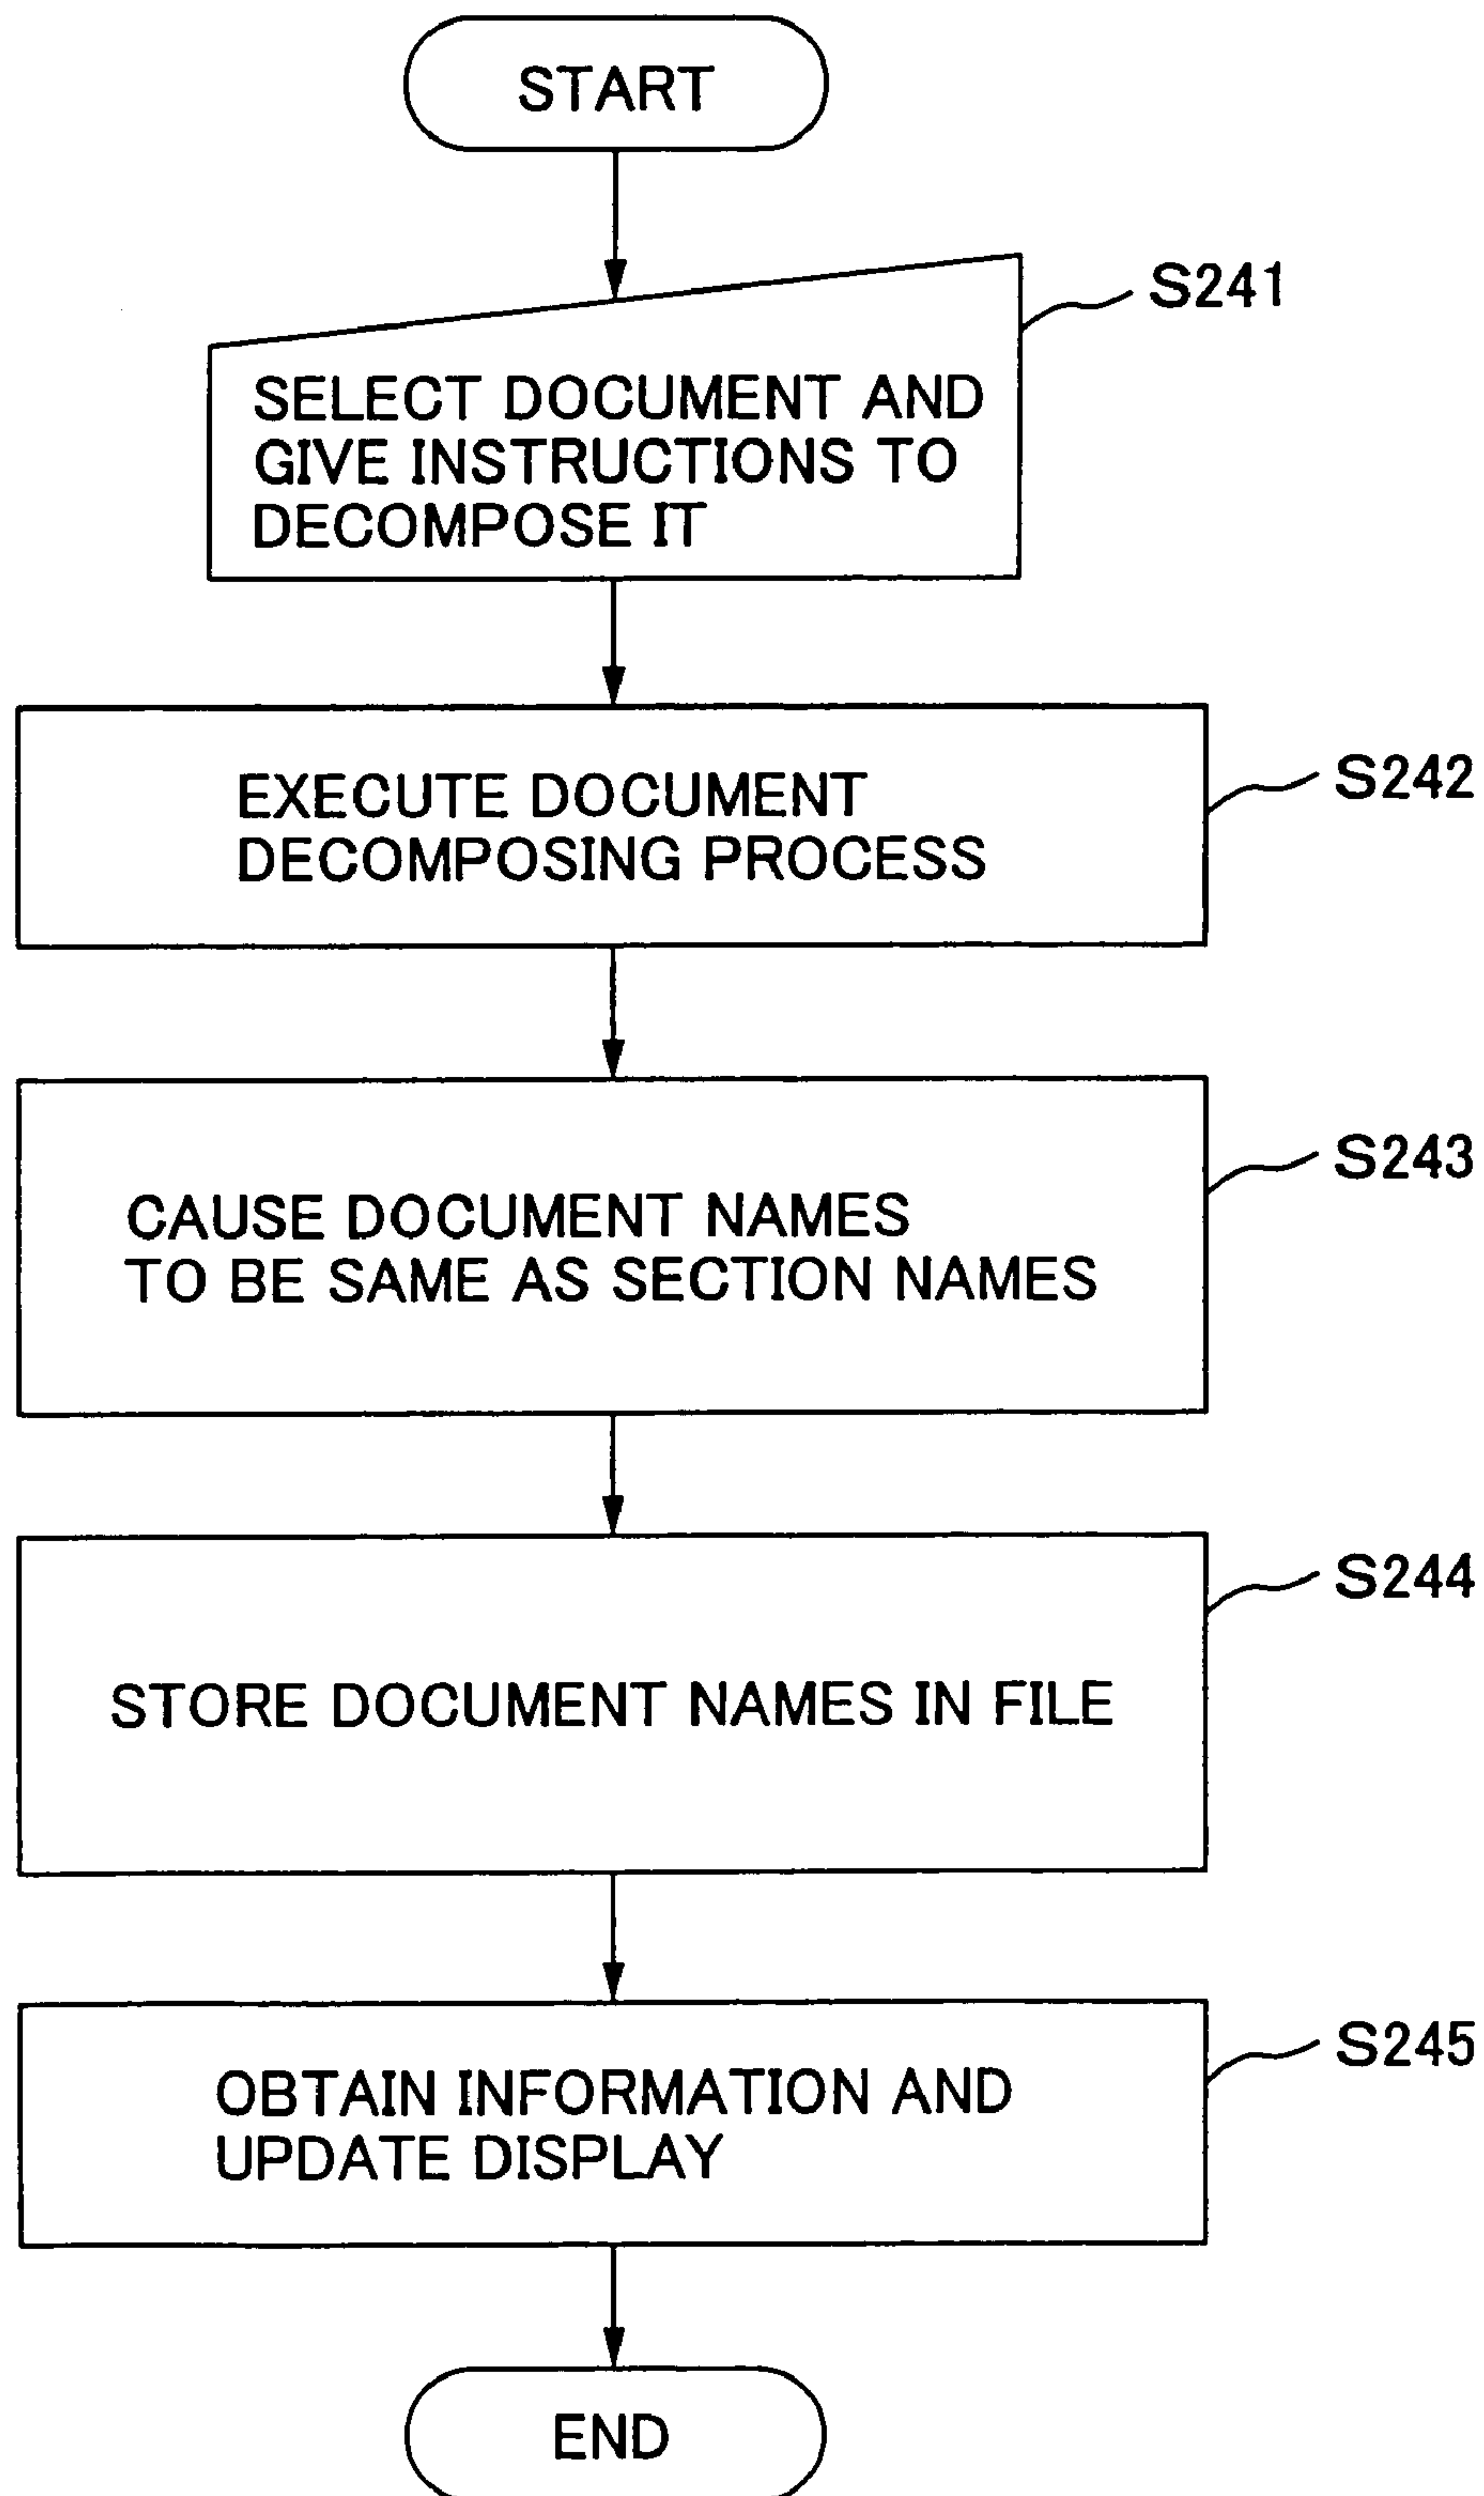 START
S241
SELECT DOCUMENT AND
GIVE INSTRUCTIONS TO
DECOMPOSE IT
S242
EXECUTE DOCUMENT
DECOMPOSING PROCESS
S243
CAUSE DOCUMENT NAMES
TO BE SAME AS SECTION NAMES
S244
STORE DOCUMENT NAMES IN FILE
S245
OBTAIN INFORMATION AND
UPDATE DISPLAY
END